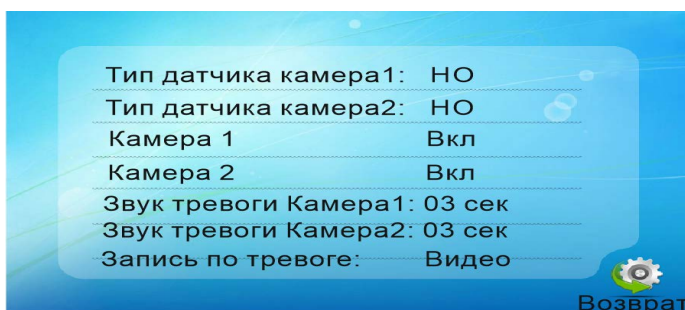 Тип датчика камера1: НО
Тип датчика камера2: НО
Камера 1 Вкл
Камера 2 Вкл
Звук тревоги Камера1: 03 сек
Звук тревоги Камера2: 03 сек
Запись по тревоге: Видео
Возврат